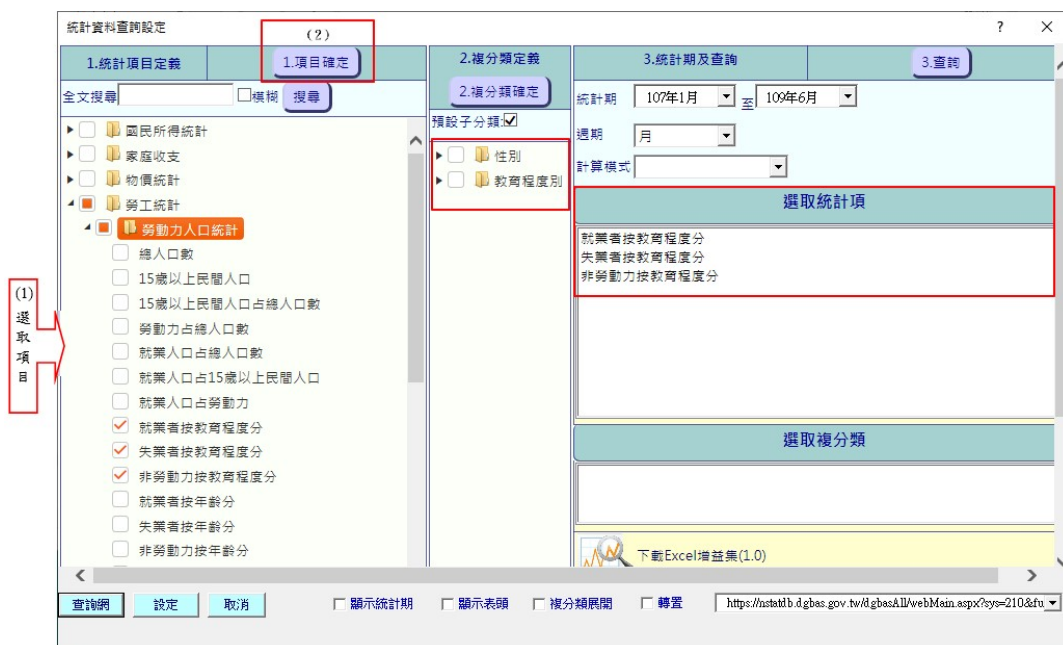 統計資料查詢設定
?
(2)
1.統計項目定義
1.項目確定
全文搜尋
模糊
搜尋
國民所得統計
家庭收支
物價統計
勞工統計
勞動力人口統計
總人口數
15歲以上民間人口
15歲以上民間人口占總人口數
勞動力占總人口數
就業人口占總人口數
就業人口占15歲以上民間人口
就業人口占勞動力
就業者按教育程度分
失業者按教育程度分
非勞動力按教育程度分
就業者按年齡分
失業者按年齡分
非勞動力按年齡分
(1)
選
取
項
目
2.複分類定義
2.複分類確定
預設子分類:
性別
教育程度別
3.統計期及查詢
3.查詢
統計期 107年1月 至 109年6月
週期 月
計算模式
選取統計項
就業者按教育程度分
失業者按教育程度分
非勞動力按教育程度分
選取複分類
下載Excel增益集(1.0)
查詢網
設定
取消
顯示統計期
顯示表頭
複分類展開
轉置
https://nstatdb.dgbas.gov.tw/dgbasAll/webMain.aspx?sys=210&fu